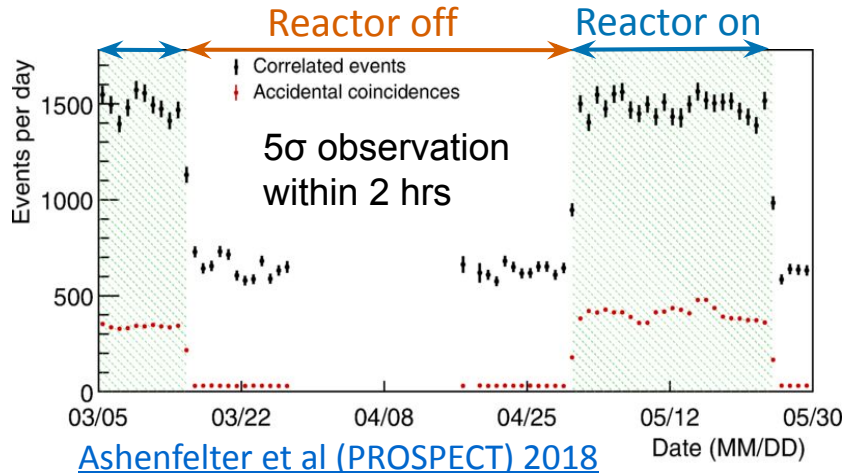 Reactor off
Reactor on
Correlated events
Accidental coincidences
5σ observation
within 2 hrs
Events per day
1500
1000
500
0
03/05
03/22
04/08
04/25
05/12
05/30
Ashenfelter et al (PROSPECT) 2018
Date (MM/DD)